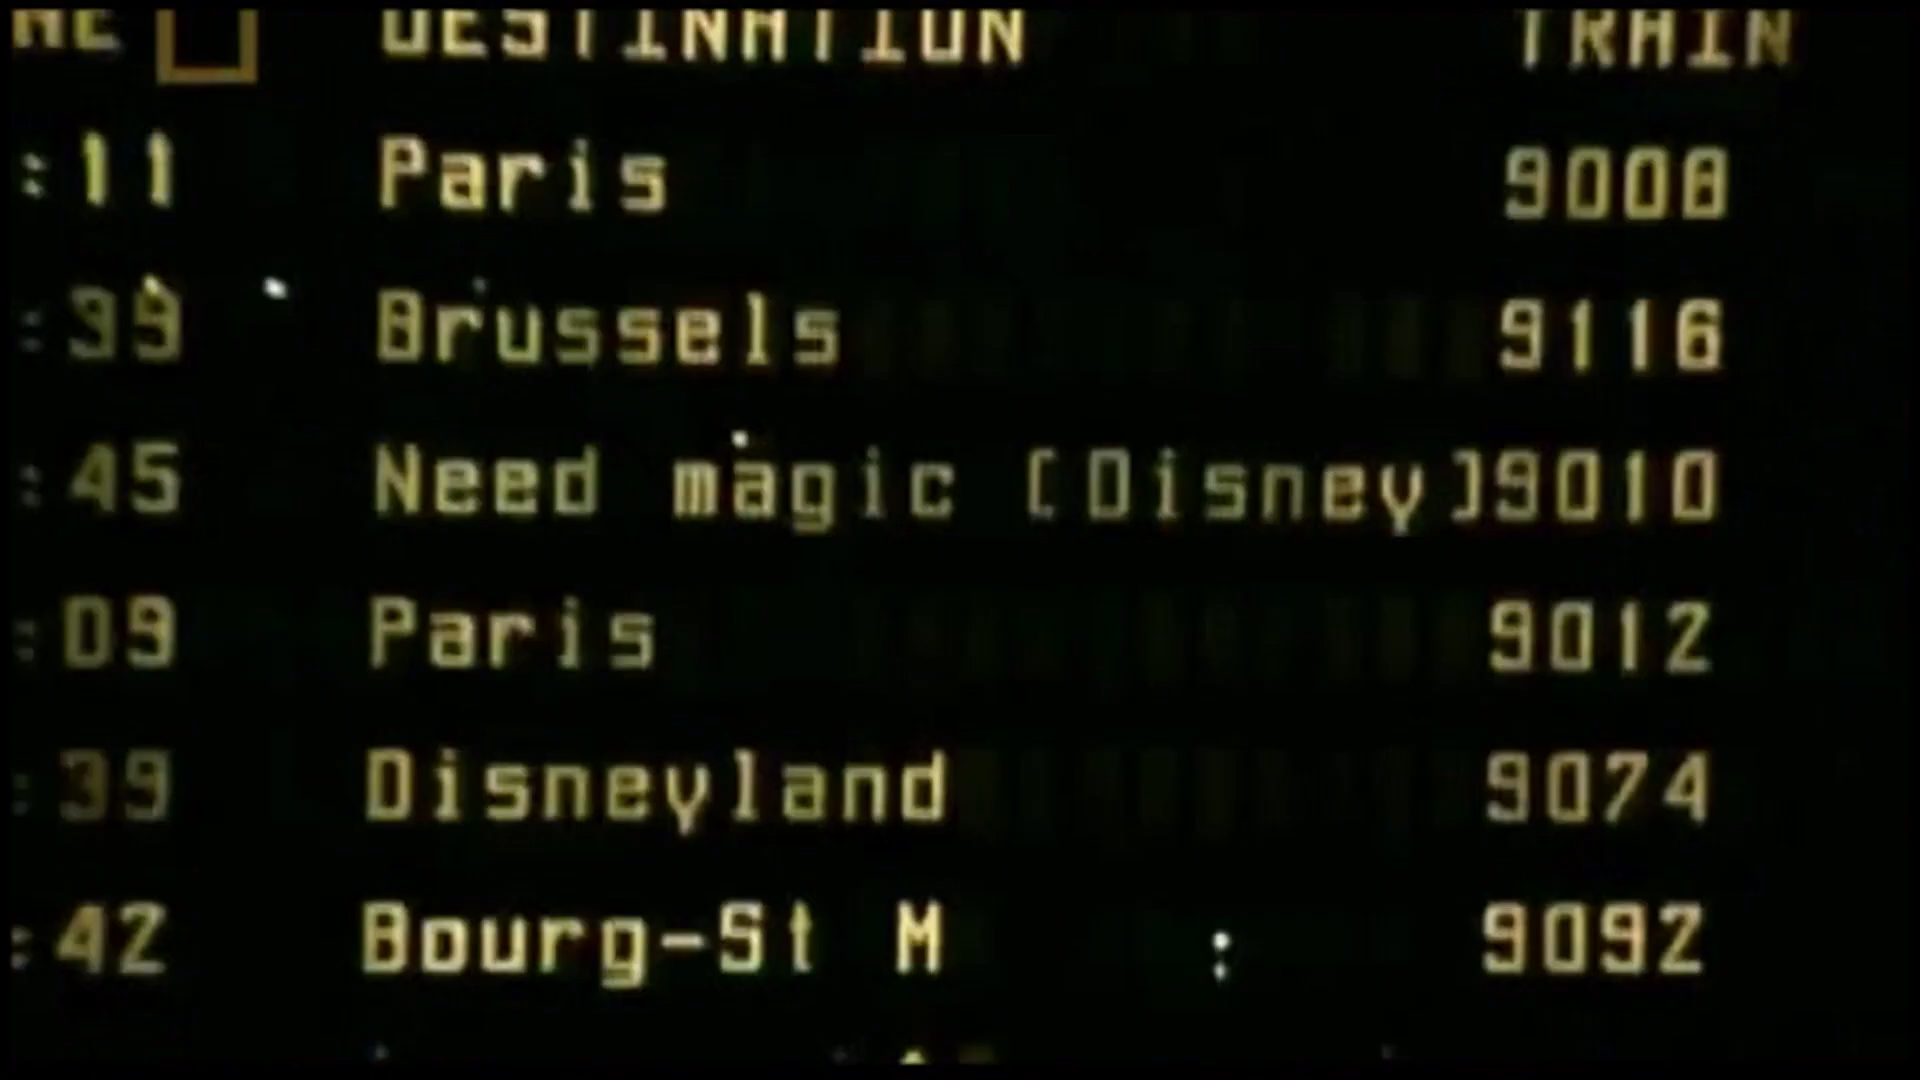 DESTINATION TRAIN
:11 Paris 9008
:39 Brussels 9116
:45 Need magic (Disney)9010
:09 Paris 9012
:39 Disneyland 9074
:42 Bourg-St M 9092